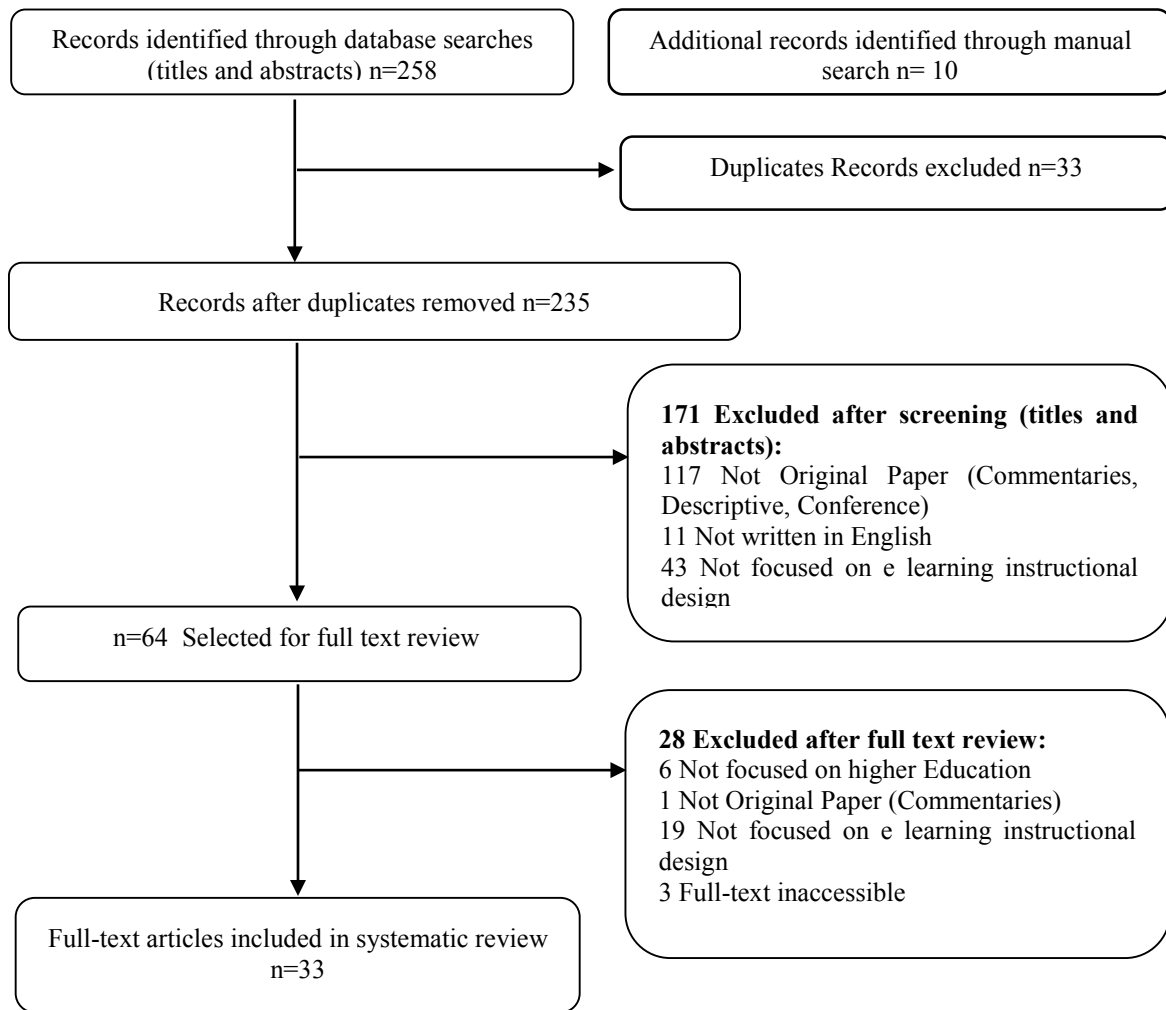 Records identified through database searches
(titles and abstracts) n=258
Additional records identified through manual
search n= 10
Duplicates Records excluded n=33
Records after duplicates removed n=235
171 Excluded after screening (titles and
abstracts):
117 Not Original Paper (Commentaries,
Descriptive, Conference)
11 Not written in English
43 Not focused on e learning instructional
design
n=64 Selected for full text review
28 Excluded after full text review:
6 Not focused on higher Education
1 Not Original Paper (Commentaries)
19 Not focused on e learning instructional
design
3 Full-text inaccessible
Full-text articles included in systematic review
n=33